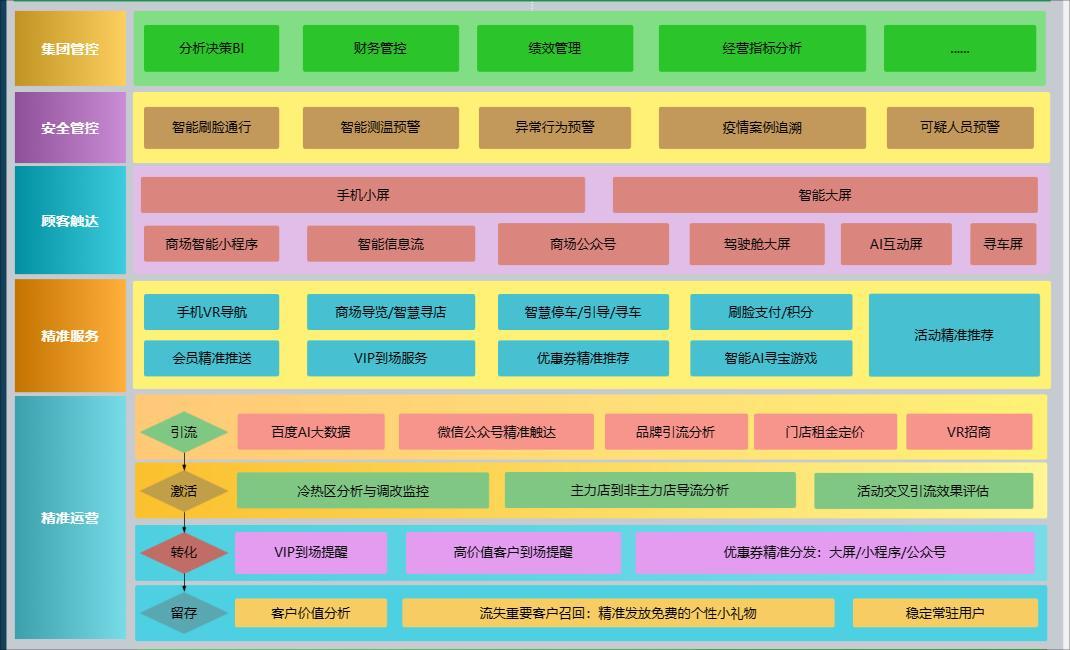 集团管控
分析决策BI
财务管控
绩效管理
经营指标分析
……
安全管控
智能刷脸通行
智能测温预警
异常行为预警
疫情案例追溯
可疑人员预警
顾客触达
手机小屏
智能大屏
商场智能小程序
智能信息流
商场公众号
驾驶舱大屏
AI互动屏
寻车屏
精准服务
手机VR导航
商场导览/智慧寻店
智慧停车/引导/寻车
刷脸支付/积分
活动精准推荐
会员精准推送
VIP到场服务
优惠券精准推荐
智能AI寻宝游戏
精准运营
引流
百度AI大数据
微信公众号精准触达
品牌引流分析
门店租金定价
VR招商
激活
冷热区分析与调改监控
主力店到非主力店导流分析
活动交叉引流效果评估
转化
VIP到场提醒
高价值客户到场提醒
优惠券精准分发：大屏/小程序/公众号
留存
客户价值分析
流失重要客户召回：精准发放免费的个性小礼物
稳定常驻用户